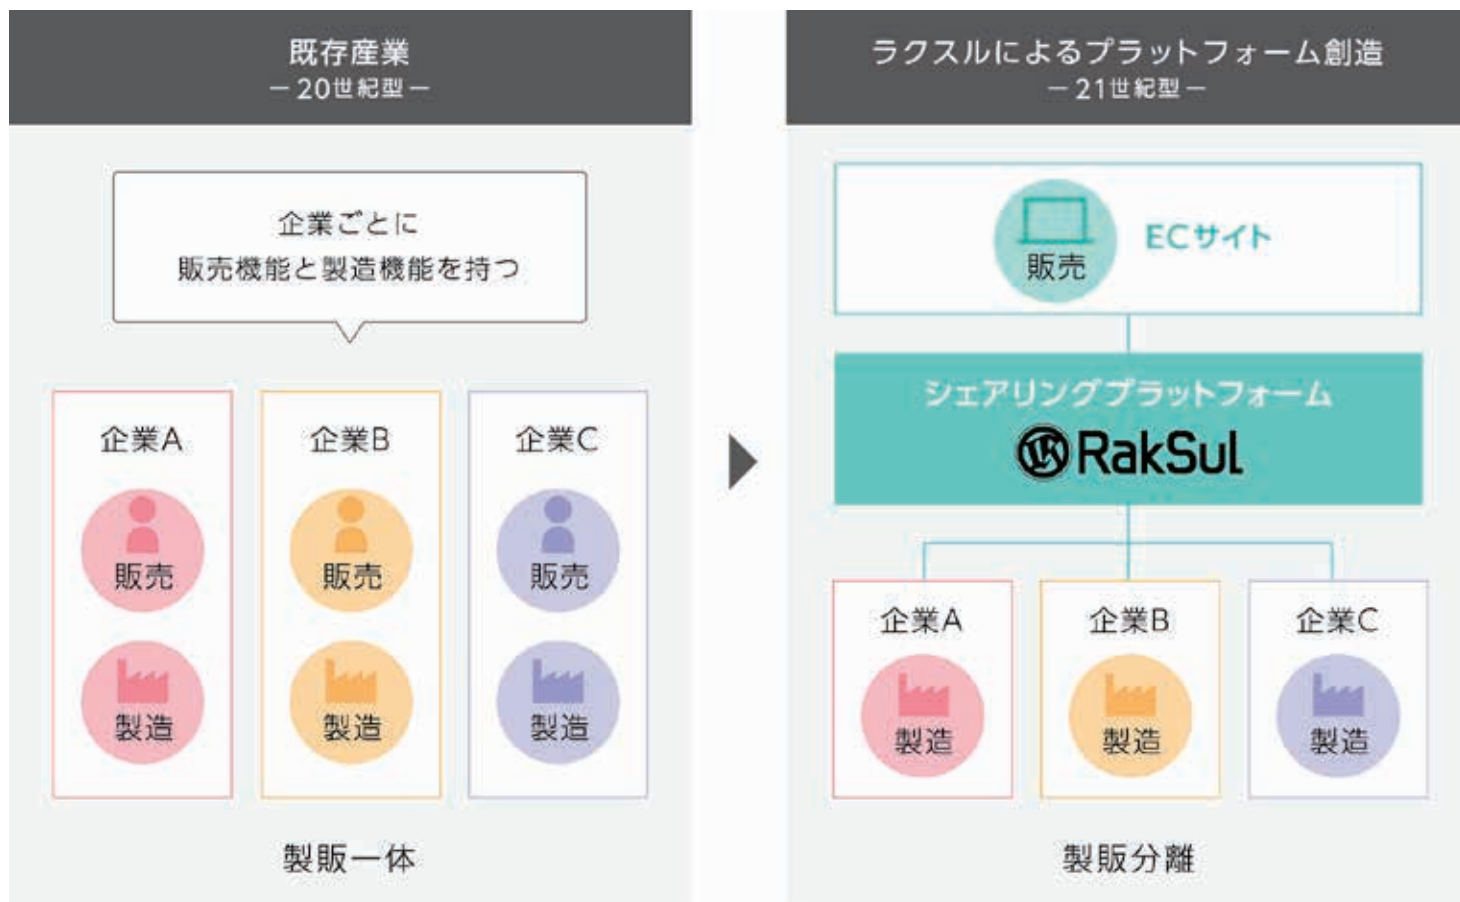 既存産業
－20世紀型－
企業ごとに
販売機能と製造機能を持つ
企業A
販売
製造
企業B
販売
製造
企業C
販売
製造
製販一体
ラクスルによるプラットフォーム創造
－21世紀型－
販売
ECサイト
シェアリングプラットフォーム
RakSul
企業A
製造
企業B
製造
企業C
製造
製販分離